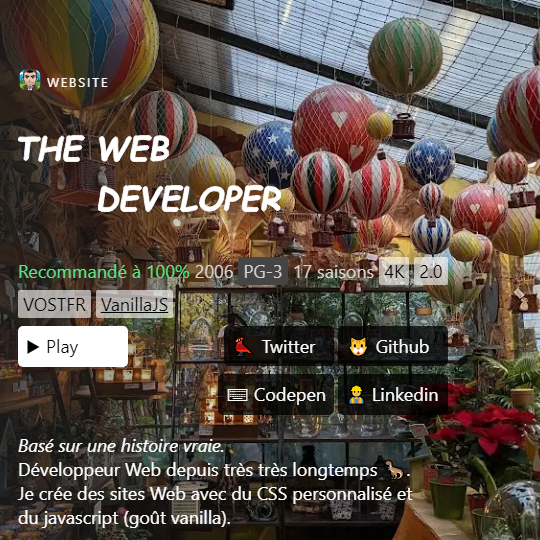 WEBSITE
THE WEB
DEVELOPER
Recommandé à 100% 2006 PG-3 17 saisons 4K 2.0
VOSTFR VanillaJS
Play
Twitter
Github
Codepen
Linkedin
Basé sur une histoire vraie.
Développeur Web depuis très très longtemps 🦕.
Je crée des sites Web avec du CSS personnalisé et
du javascript (goût vanilla).